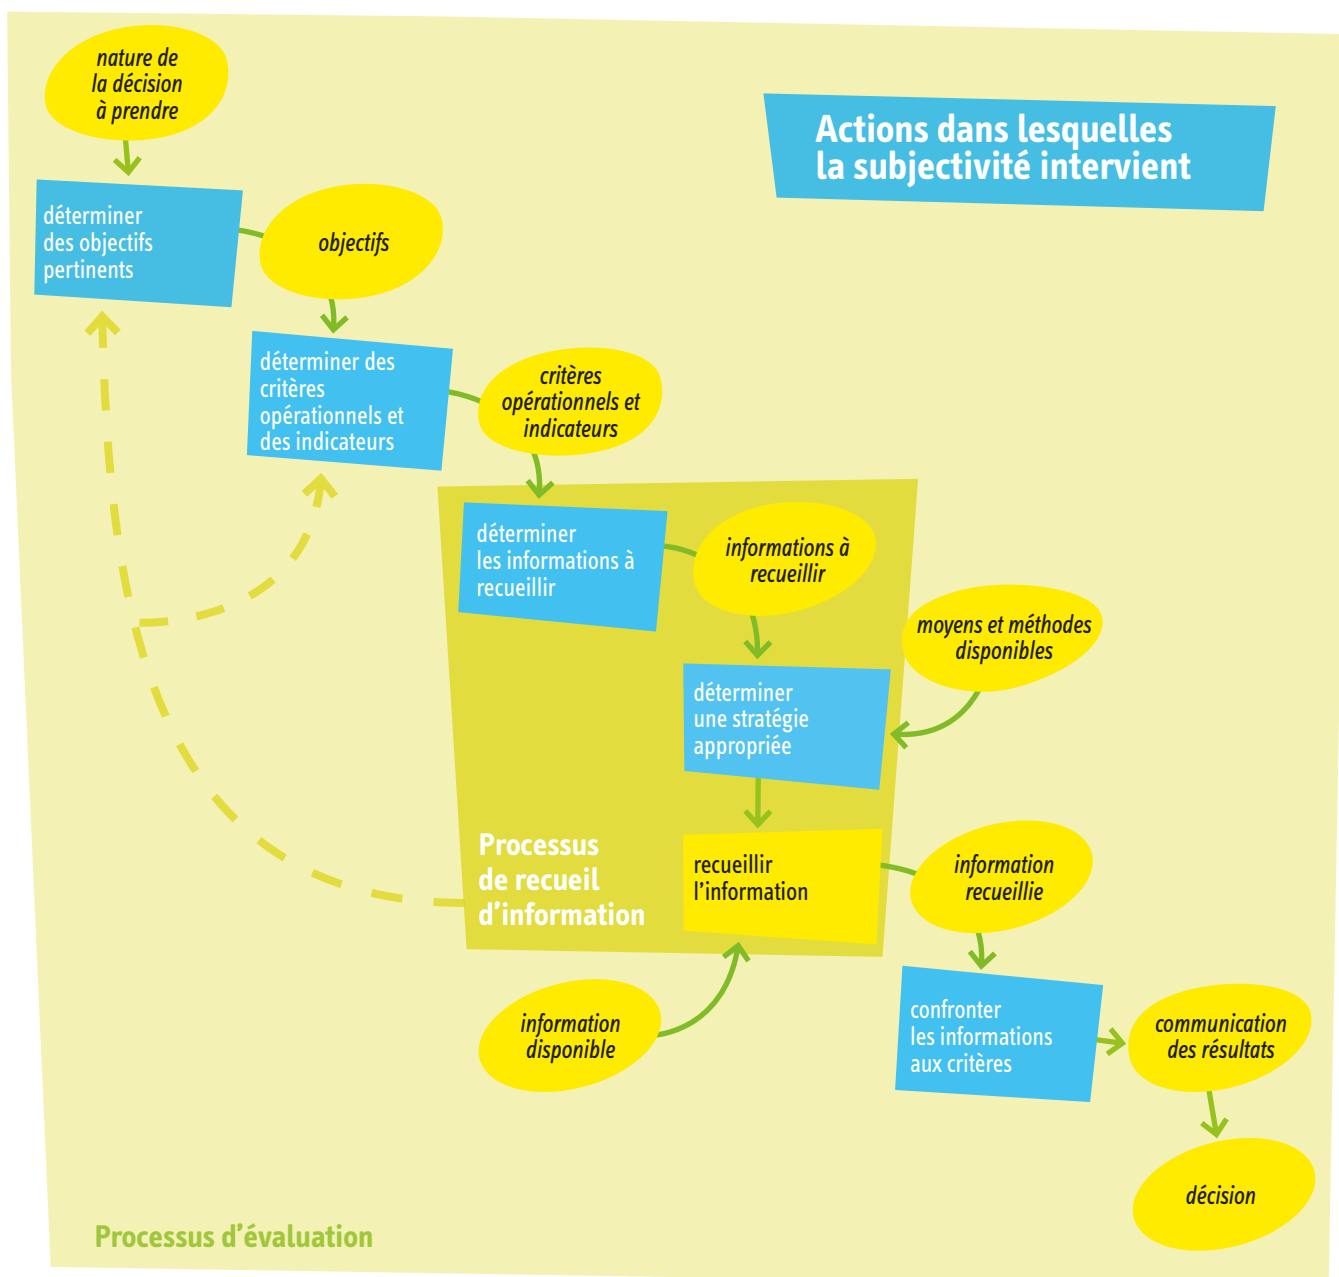 nature de
la décision
à prendre
Actions dans lesquelles
la subjectivité intervient
déterminer
des objectifs
pertinents
objectifs
déterminer des
critères
opérationnels et
des indicateurs
critères
opérationnels et
indicateurs
déterminer
les informations à
recueillir
informations à
recueillir
moyens et méthodes
disponibles
déterminer
une stratégie
appropriée
Processus
de recueil
d’information
recueillir
l’information
information
recueillie
information
disponible
confronter
les informations
aux critères
communication
des résultats
décision
Processus d’évaluation